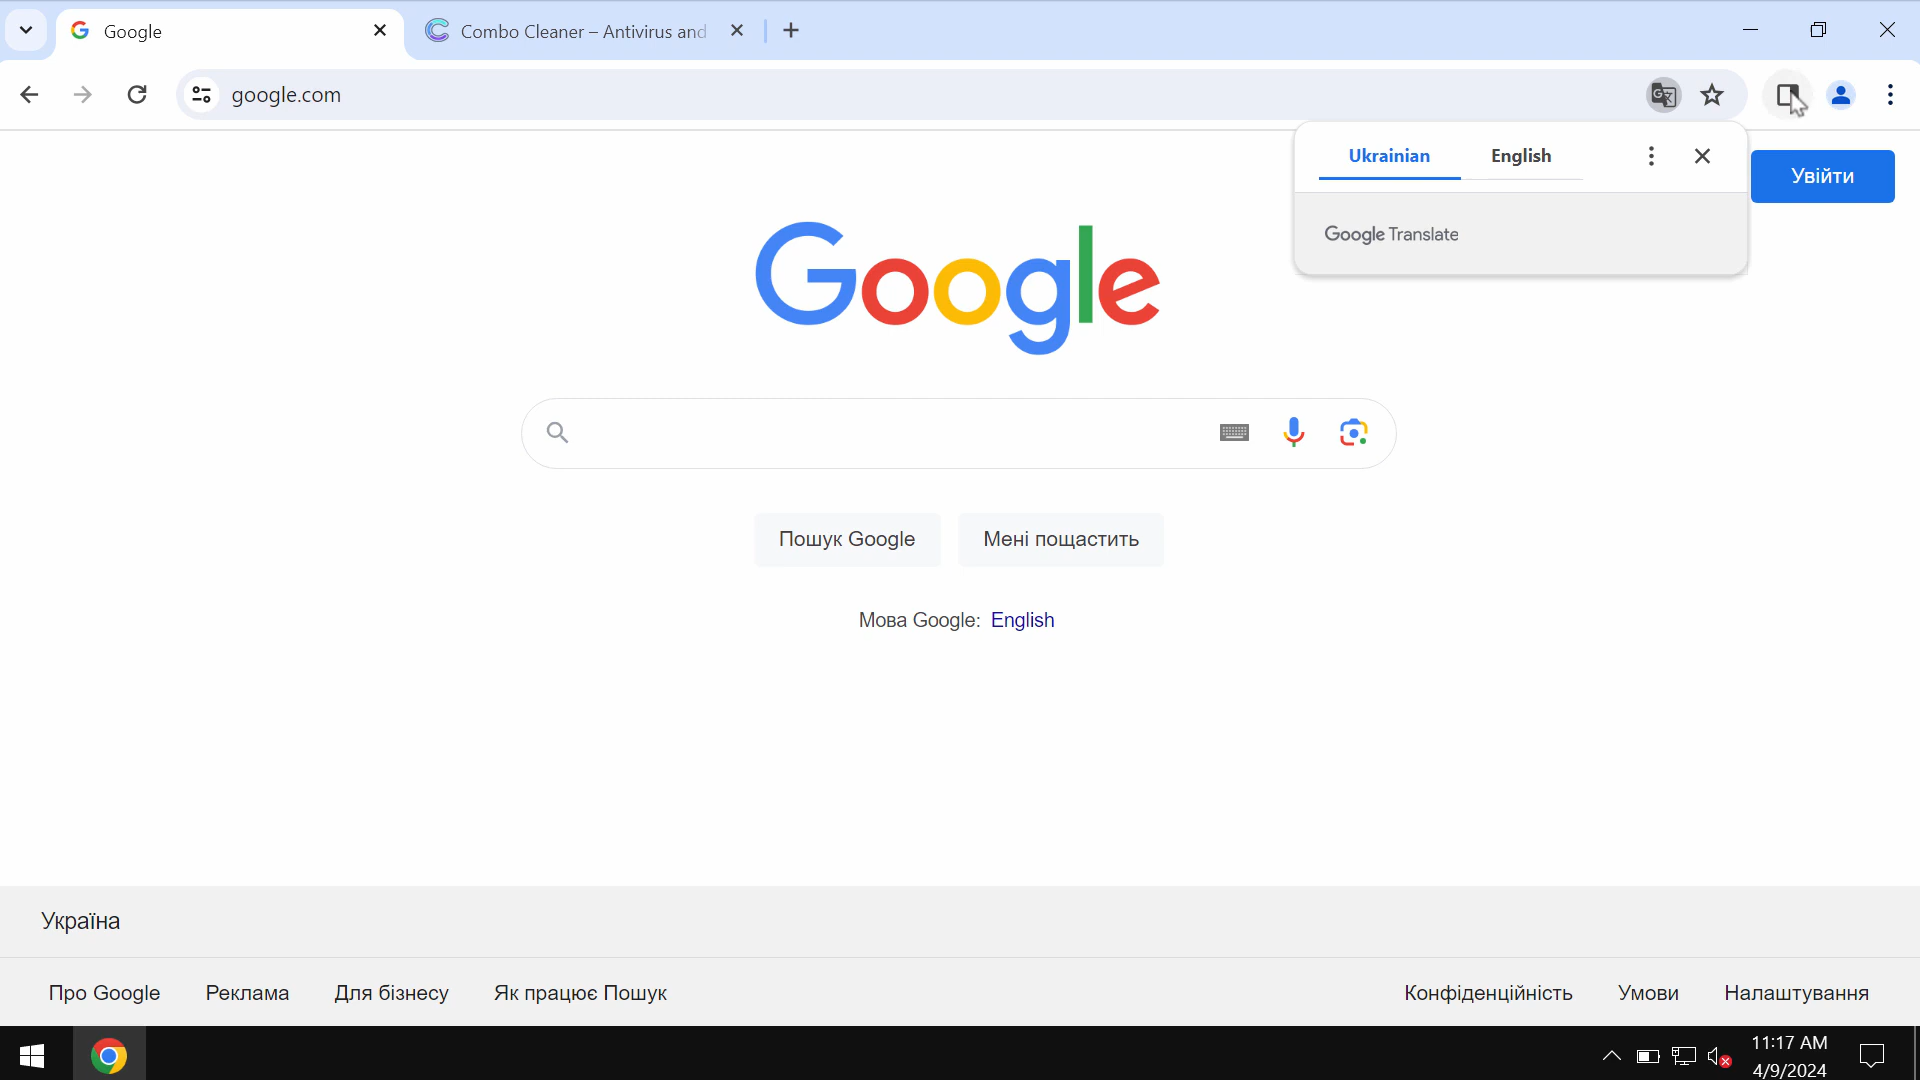 Google
Combo Cleaner – Antivirus and
google.com
Ukrainian
English
Увійти
Google Translate
Google
Пошук Google
Мені пощастить
Мова Google: English
Україна
Про Google
Реклама
Для бізнесу
Як працює Пошук
Конфіденційність
Умови
Налаштування
11:17 AM
4/9/2024